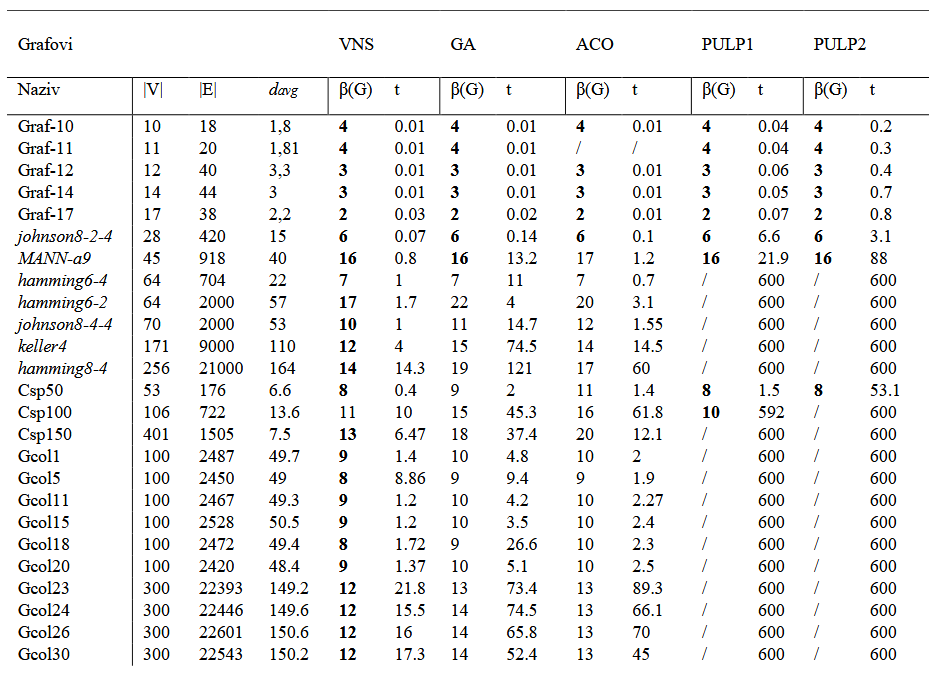 Grafovi VNS GA ACO PULP1 PULP2
Naziv |V| |E| davg β(G) t β(G) t β(G) t β(G) t β(G) t
Graf-10 10 18 1,8 4 0.01 4 0.01 4 0.01 4 0.04 4 0.2
Graf-11 11 20 1,81 4 0.01 4 0.01 / / 4 0.04 4 0.3
Graf-12 12 40 3,3 3 0.01 3 0.01 3 0.01 3 0.06 3 0.4
Graf-14 14 44 3 3 0.01 3 0.01 3 0.01 3 0.05 3 0.7
Graf-17 17 38 2,2 2 0.03 2 0.02 2 0.01 2 0.07 2 0.8
johnson8-2-4 28 420 15 6 0.07 6 0.14 6 0.1 6 6.6 6 3.1
MANN-a9 45 918 40 16 0.8 16 13.2 17 1.2 16 21.9 16 88
hamming6-4 64 704 22 7 1 7 11 7 0.7 / 600 / 600
hamming6-2 64 2000 57 17 1.7 22 4 20 3.1 / 600 / 600
johnson8-4-4 70 2000 53 10 1 11 14.7 12 1.55 / 600 / 600
keller4 171 9000 110 12 4 15 74.5 14 14.5 / 600 / 600
hamming8-4 256 21000 164 14 14.3 19 121 17 60 / 600 / 600
Csp50 53 176 6.6 8 0.4 9 2 11 1.4 8 1.5 8 53.1
Csp100 106 722 13.6 11 10 15 45.3 16 61.8 10 592 / 600
Csp150 401 1505 7.5 13 6.47 18 37.4 20 12.1 / 600 / 600
Gcol1 100 2487 49.7 9 1.4 10 4.8 10 2 / 600 / 600
Gcol5 100 2450 49 8 8.86 9 9.4 9 1.9 / 600 / 600
Gcol11 100 2467 49.3 9 1.2 10 4.2 10 2.27 / 600 / 600
Gcol15 100 2528 50.5 9 1.2 10 3.5 10 2.4 / 600 / 600
Gcol18 100 2472 49.4 8 1.72 9 26.6 10 2.3 / 600 / 600
Gcol20 100 2420 48.4 9 1.37 10 5.1 10 2.5 / 600 / 600
Gcol23 300 22393 149.2 12 21.8 13 73.4 13 89.3 / 600 / 600
Gcol24 300 22446 149.6 12 15.5 13 74.5 13 66.1 / 600 / 600
Gcol26 300 22601 150.6 12 16 14 65.8 13 70 / 600 / 600
Gcol30 300 22543 150.2 12 17.3 14 52.4 13 45 / 600 / 600